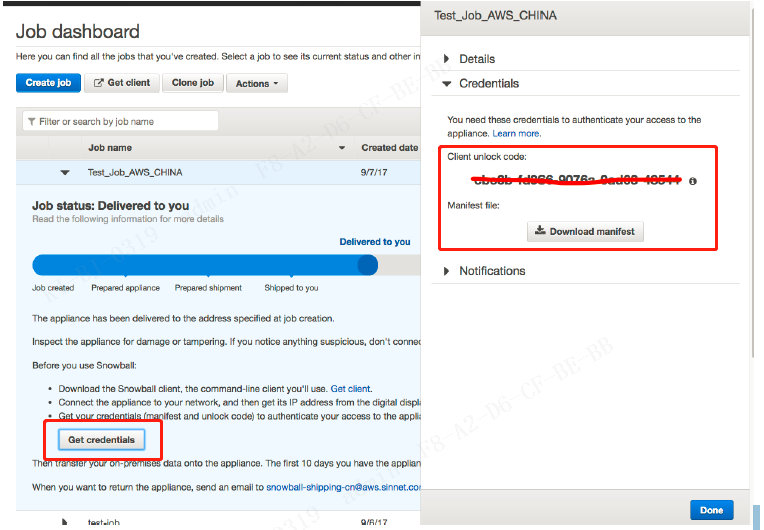 Job dashboard
Here you can find all the jobs that you've created. Select a job to see its current status and other in
Create job
Get client
Clone job
Actions
Filter or search by job name
Job name
Created date
Test_Job_AWS_CHINA
9/7/17
Job status: Delivered to you
Read the following information for more details
Delivered to you
Job created
Prepared appliance
Prepared shipment
Shipped to you
The appliance has been delivered to the address specified at job creation.
Inspect the appliance for damage or tampering. If you notice anything suspicious, don't connec
Before you use Snowball:
• Download the Snowball client, the command-line client you'll use. Get client.
• Connect the appliance to your network, and then get its IP address from the digital displa
• Get your credentials (manifest and unlock code) to authenticate your access to the applia
Get credentials
Then transfer your on-premises data onto the appliance. The first 10 days you have the applian
When you want to return the appliance, send an email to snowball-shipping-cn@aws.sinnet.co
test-job
9/6/17
Test_Job_AWS_CHINA
Details
Credentials
You need these credentials to authenticate your access to the
appliance. Learn more.
Client unlock code:
Manifest file:
Download manifest
Notifications
Done